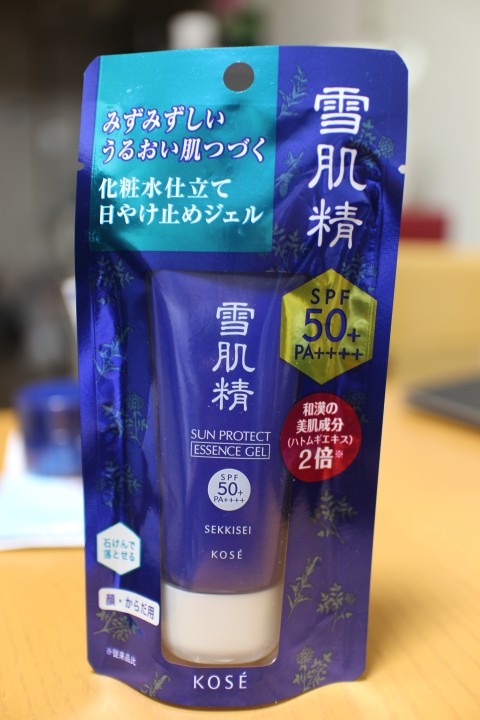 みずみずしい
うるおい肌つづく
化粧水仕立て
日やけ止めジェル
雪肌精
SPF
50+
PA++++
和漢の
美肌成分
(ハトムギエキス)
2倍※
雪肌精
SUN PROTECT
ESSENCE GEL
SPF
50+
PA++++
SEKKISEI
KOSÉ
石けんで
落とせる
顔・からだ用
※従来品比
KOSÉ